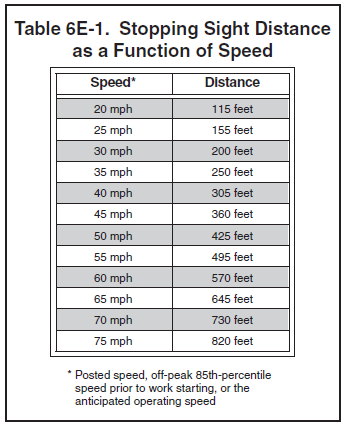 Table 6E-1. Stopping Sight Distance
as a Function of Speed
Speed* Distance
20 mph 115 feet
25 mph 155 feet
30 mph 200 feet
35 mph 250 feet
40 mph 305 feet
45 mph 360 feet
50 mph 425 feet
55 mph 495 feet
60 mph 570 feet
65 mph 645 feet
70 mph 730 feet
75 mph 820 feet
* Posted speed, off-peak 85th-percentile
speed prior to work starting, or the
anticipated operating speed